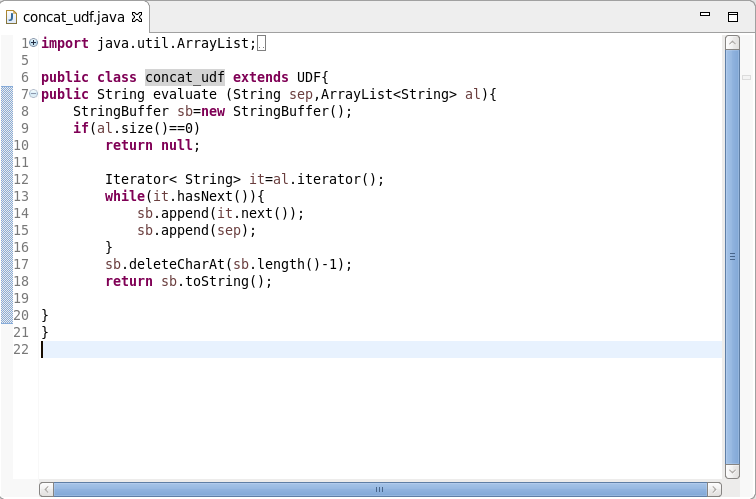 concat_udf.java
1 import java.util.ArrayList;
5
6 public class concat_udf extends UDF{
7 public String evaluate (String sep,ArrayList<String> al){
8 StringBuffer sb=new StringBuffer();
9 if(al.size()==0)
10 return null;
11
12 Iterator< String> it=al.iterator();
13 while(it.hasNext()){
14 sb.append(it.next());
15 sb.append(sep);
16 }
17 sb.deleteCharAt(sb.length()-1);
18 return sb.toString();
19
20 }
21 }
22